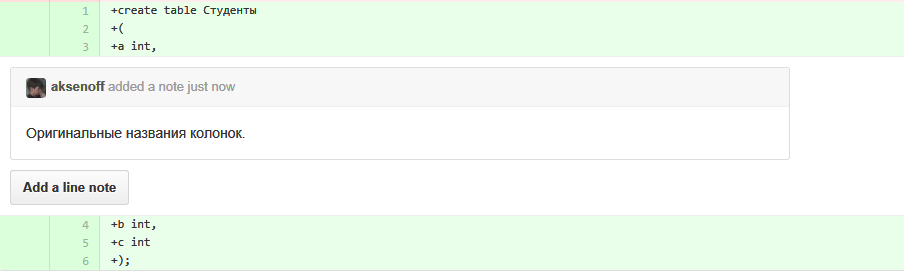 1 +create table Студенты
2 +(
3 +a int,
aksenoff added a note just now
Оригинальные названия колонок.
Add a line note
4 +b int,
5 +c int
6 +);